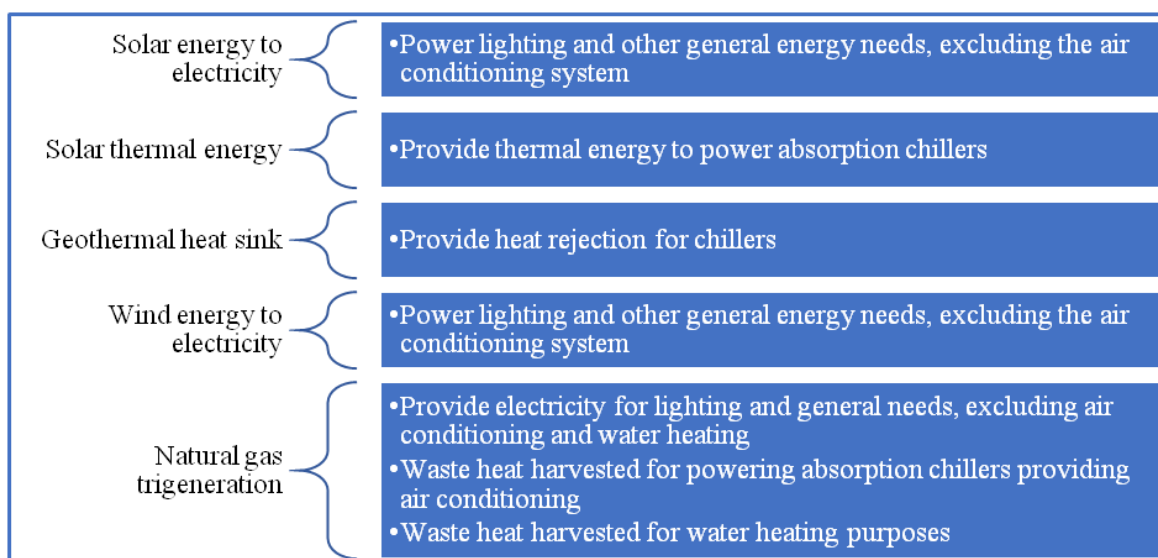 Solar energy to
electricity
•Power lighting and other general energy needs, excluding the air
conditioning system
Solar thermal energy
•Provide thermal energy to power absorption chillers
Geothermal heat sink
•Provide heat rejection for chillers
Wind energy to
electricity
•Power lighting and other general energy needs, excluding the air
conditioning system
Natural gas
trigeneration
•Provide electricity for lighting and general needs, excluding air
conditioning and water heating
•Waste heat harvested for powering absorption chillers providing
air conditioning
•Waste heat harvested for water heating purposes